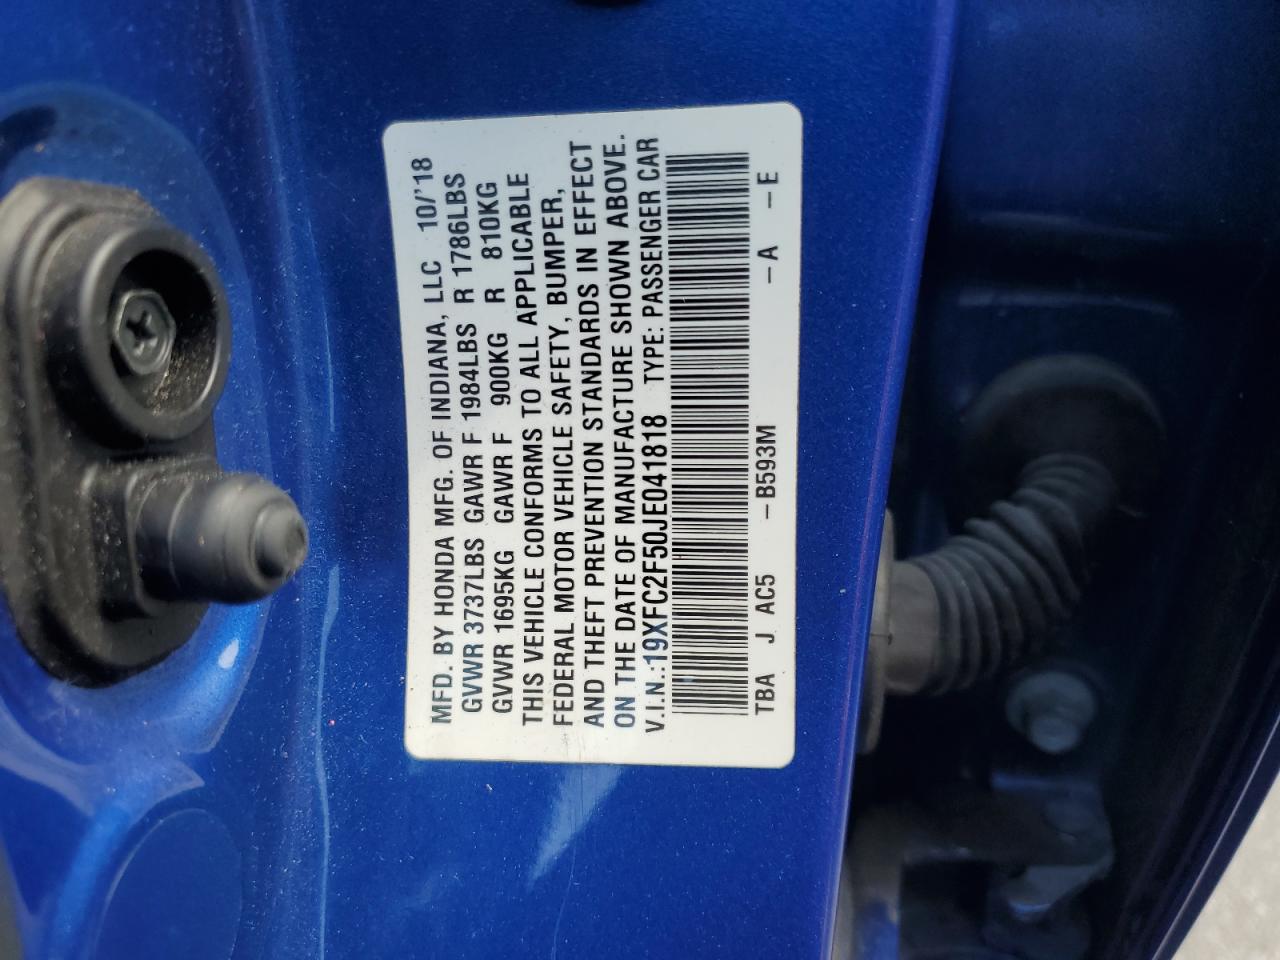 MFD. BY HONDA MFG. OF INDIANA, LLC 10/'18
GVWR 3737LBS GAWR F 1984LBS R 1786LBS
GVWR 1695KG GAWR F 900KG R 810KG
THIS VEHICLE CONFORMS TO ALL APPLICABLE
FEDERAL MOTOR VEHICLE SAFETY, BUMPER,
AND THEFT PREVENTION STANDARDS IN EFFECT
ON THE DATE OF MANUFACTURE SHOWN ABOVE.
V.I.N.:19XFC2F50JE041818 TYPE: PASSENGER CAR
TBA J AC5 -B593M -A -E